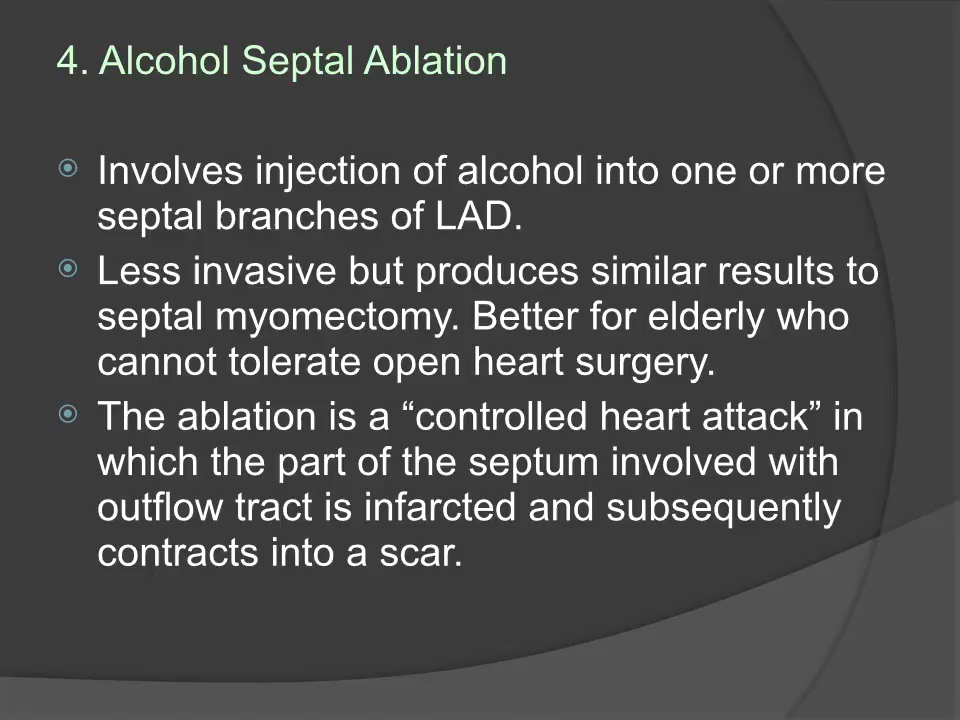 4. Alcohol Septal Ablation
Involves injection of alcohol into one or more
septal branches of LAD.
Less invasive but produces similar results to
septal myomectomy. Better for elderly who
cannot tolerate open heart surgery.
The ablation is a “controlled heart attack” in
which the part of the septum involved with
outflow tract is infarcted and subsequently
contracts into a scar.